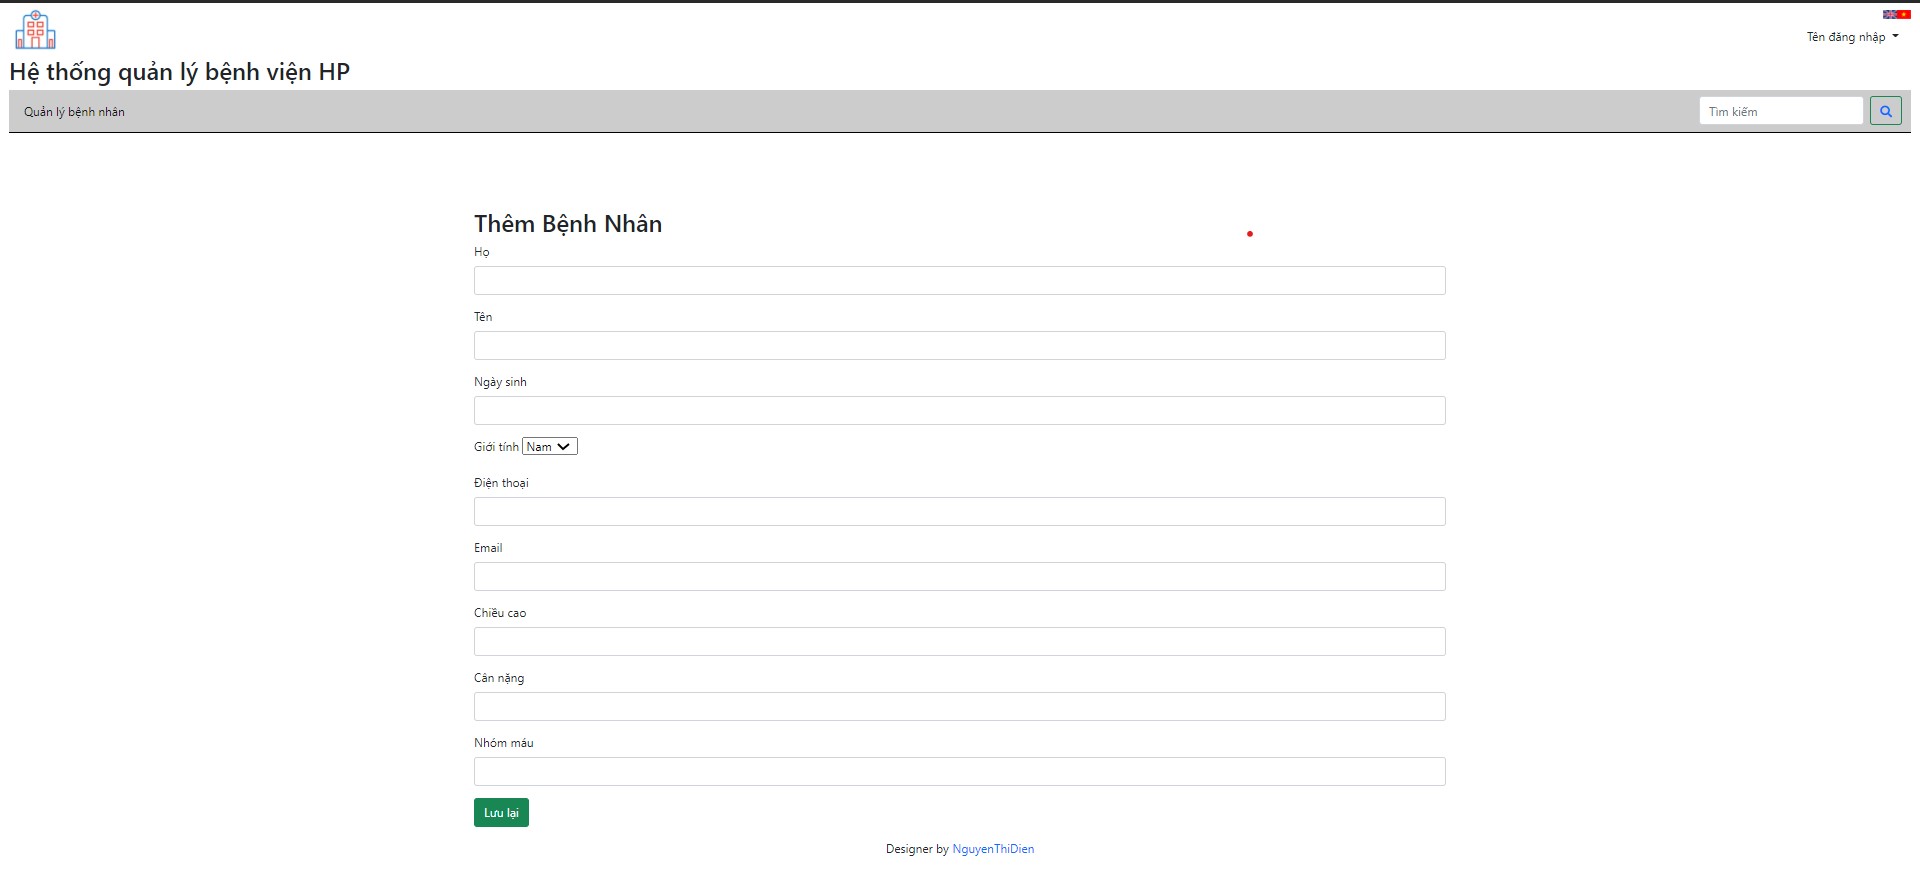 Tên đăng nhập
Hệ thống quản lý bệnh viện HP
Quản lý bệnh nhân
Tìm kiếm
Thêm Bệnh Nhân
Họ
Tên
Ngày sinh
Giới tính Nam
Điện thoại
Email
Chiều cao
Cân nặng
Nhóm máu
Lưu lại
Designer by NguyenThiDien